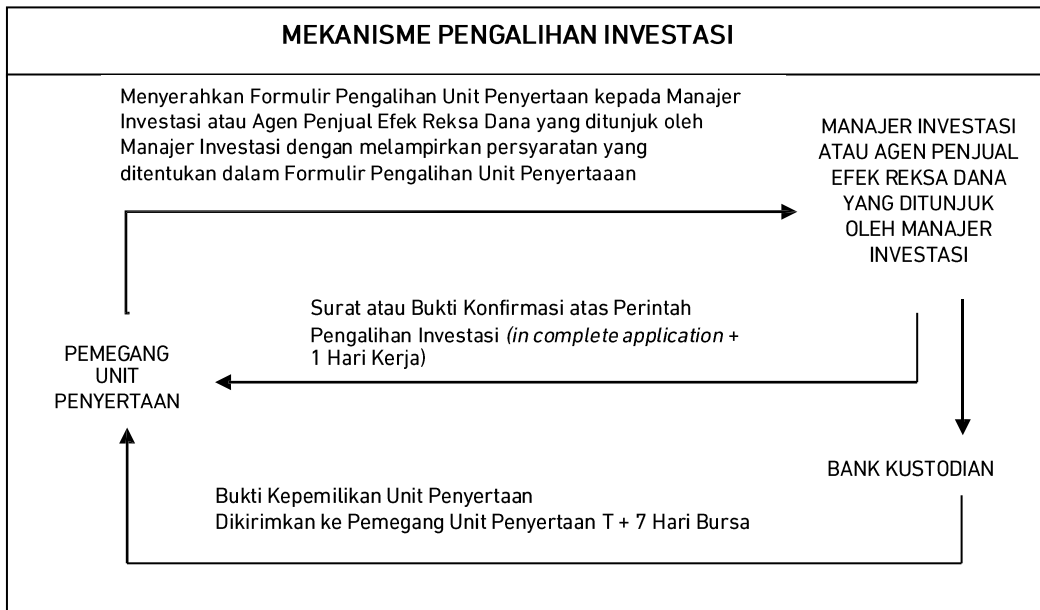 MEKANISME PENGALIHAN INVESTASI
Menyerahkan Formulir Pengalihan Unit Penyertaan kepada Manajer
Investasi atau Agen Penjual Efek Reksa Dana yang ditunjuk oleh
Manajer Investasi dengan melampirkan persyaratan yang
ditentukan dalam Formulir Pengalihan Unit Penyertaaan
MANAJER INVESTASI
ATAU AGEN PENJUAL
EFEK REKSA DANA
YANG DITUNJUK
OLEH MANAJER
INVESTASI
Surat atau Bukti Konfirmasi atas Perintah
Pengalihan Investasi (in complete application +
1 Hari Kerja)
PEMEGANG
UNIT
PENYERTAAN
BANK KUSTODIAN
Bukti Kepemilikan Unit Penyertaan
Dikirimkan ke Pemegang Unit Penyertaan T + 7 Hari Bursa